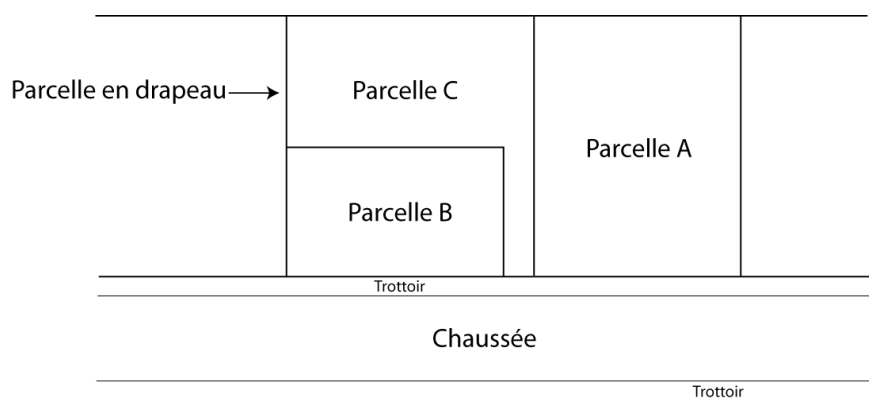 Parcelle en drapeau
Parcelle C
Parcelle A
Parcelle B
Trottoir
Chaussée
Trottoir